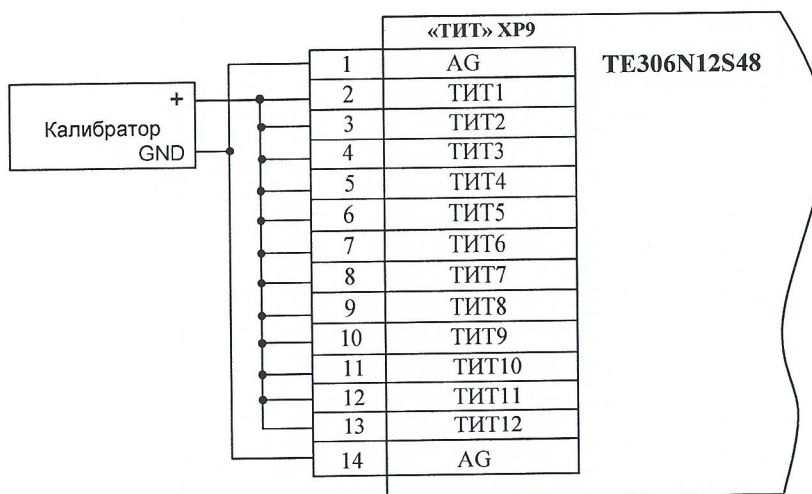 «ТИТ» XP9
TE306N12S48
1 AG
2 ТИТ1
3 ТИТ2
4 ТИТ3
5 ТИТ4
6 ТИТ5
7 ТИТ6
8 ТИТ7
9 ТИТ8
10 ТИТ9
11 ТИТ10
12 ТИТ11
13 ТИТ12
14 AG
+
Калибратор
GND